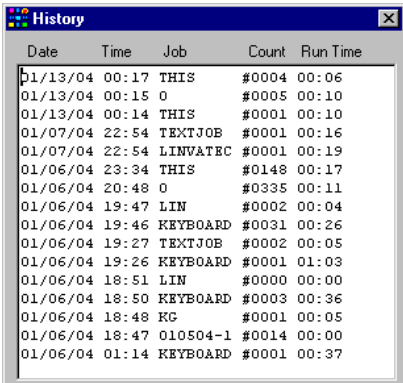 History
Date Time Job Count Run Time
01/13/04 00:17 THIS #0004 00:06
01/13/04 00:15 0 #0005 00:10
01/13/04 00:14 THIS #0001 00:10
01/07/04 22:54 TEXTJOB #0001 00:16
01/07/04 22:54 LINVATEC #0001 00:19
01/06/04 23:34 THIS #0148 00:17
01/06/04 20:48 0 #0335 00:11
01/06/04 19:47 LIN #0002 00:04
01/06/04 19:46 KEYBOARD #0031 00:26
01/06/04 19:27 TEXTJOB #0002 00:05
01/06/04 19:26 KEYBOARD #0001 01:03
01/06/04 18:51 LIN #0000 00:00
01/06/04 18:50 KEYBOARD #0003 00:36
01/06/04 18:48 KG #0001 00:05
01/06/04 18:47 010504-1 #0014 00:00
01/06/04 01:14 KEYBOARD #0001 00:37